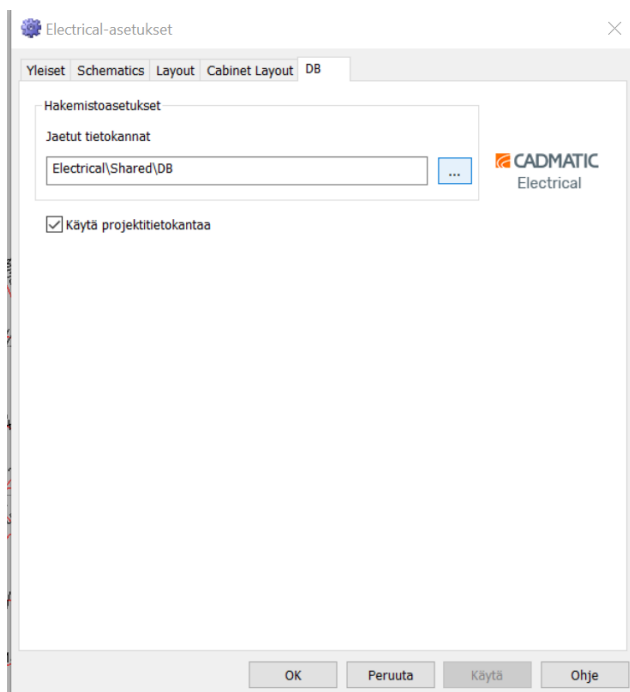 Electrical-asetukset
Yleiset Schematics Layout Cabinet Layout DB
Hakemistoasetukset
Jaetut tietokannat
Electrical\Shared\DB
...
CADMATIC
Electrical
Käytä projektitietokantaa
OK Peruuta Käytä Ohje